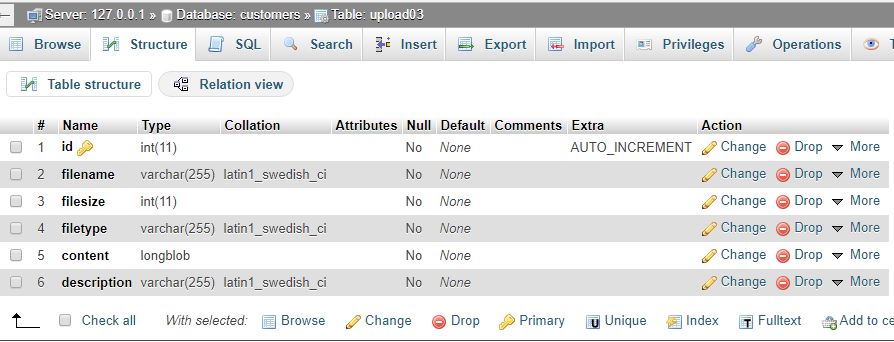 Server: 127.0.0.1 » Database: customers » Table: upload03
Browse Structure SQL Search Insert Export Import Privileges Operations
Table structure Relation view
# Name Type Collation Attributes Null Default Comments Extra Action
1 id int(11) No None AUTO_INCREMENT Change Drop More
2 filename varchar(255) latin1_swedish_ci No None Change Drop More
3 filesize int(11) No None Change Drop More
4 filetype varchar(255) latin1_swedish_ci No None Change Drop More
5 content longblob No None Change Drop More
6 description varchar(255) latin1_swedish_ci No None Change Drop More
Check all With selected: Browse Change Drop Primary Unique Index Fulltext Add to ce